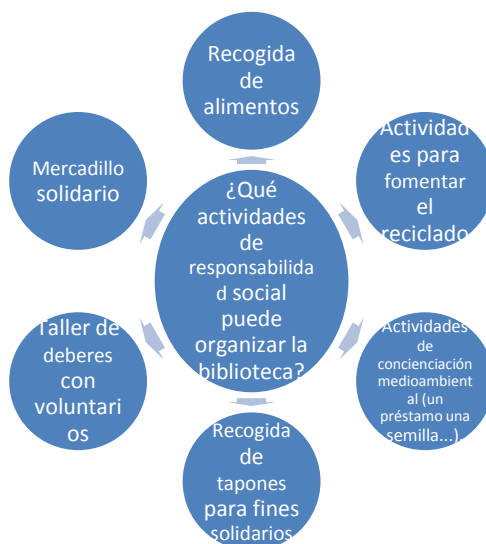 Recogida
de
alimentos
Actividad
es para
fomentar
el
reciclado
Mercadillo
solidario
¿Qué
actividades
de
responsabilida
d social
puede
organizar la
biblioteca?
Taller de
deberes
con
voluntari
os
Actividades
de
concienciación
medioambient
al (un
préstamo una
semilla...)
Recogida
de
tapones
para fines
solidarios